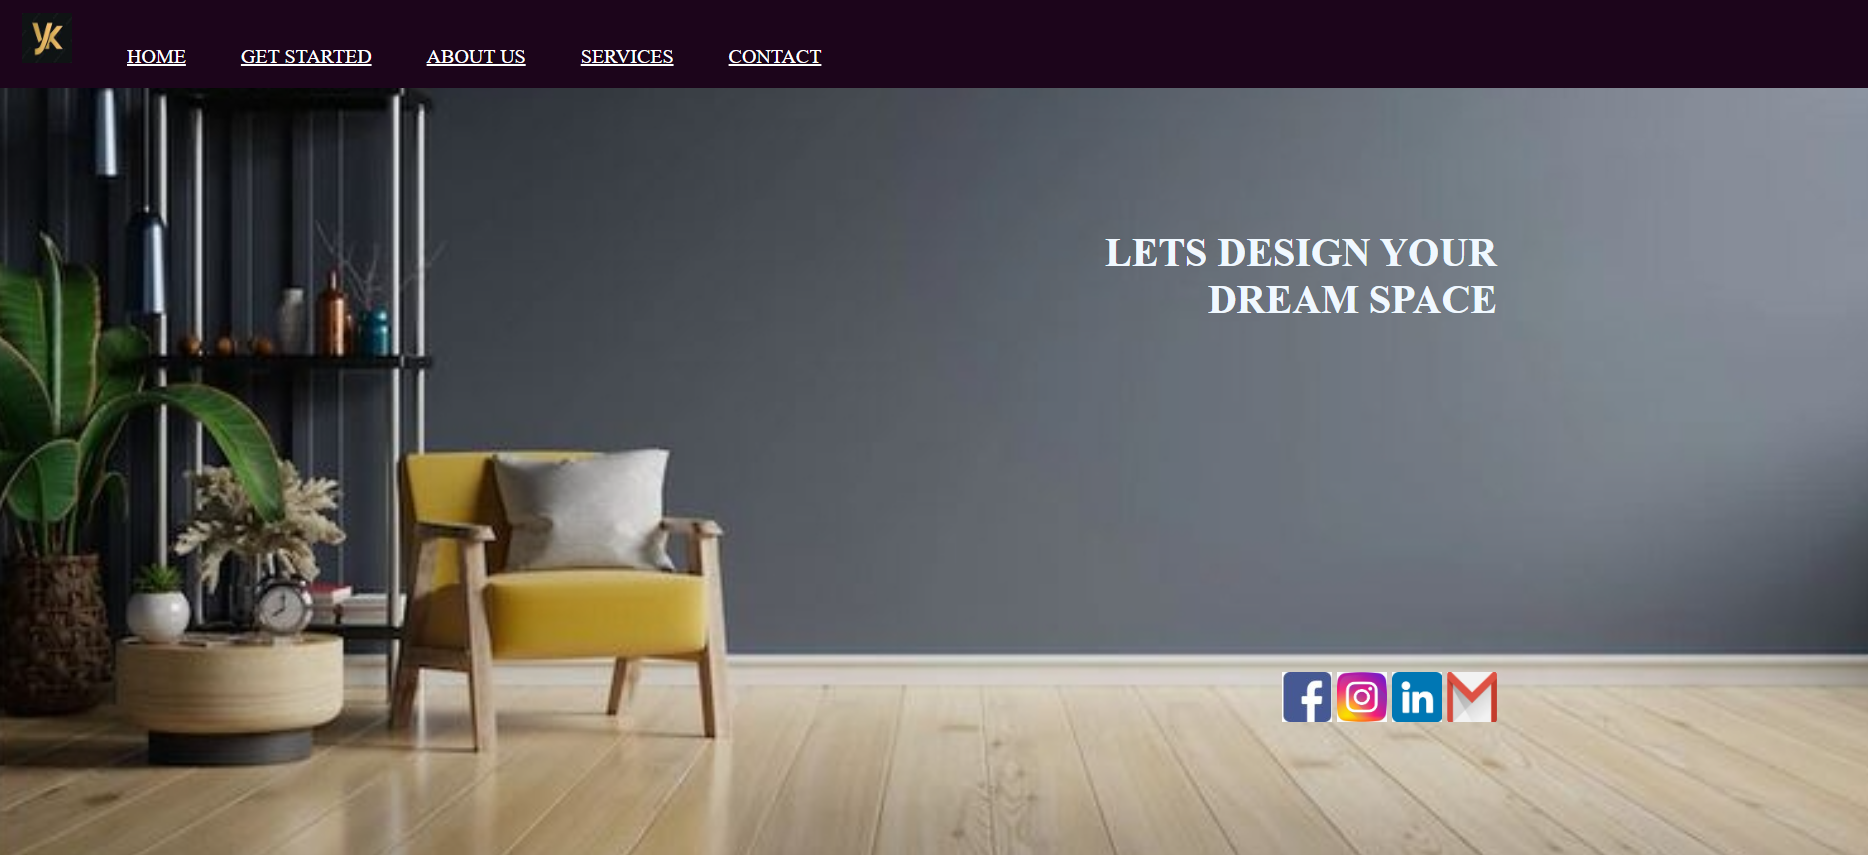 YK
HOME GET STARTED ABOUT US SERVICES CONTACT
LETS DESIGN YOUR
DREAM SPACE
f in